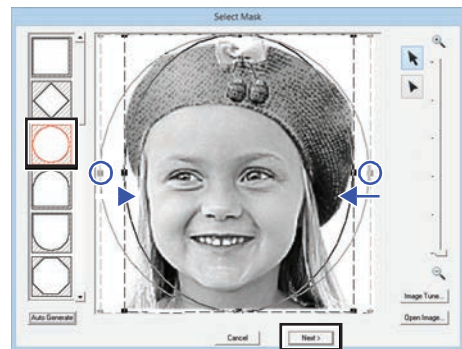 Select Mask
Image Tune...
Auto Generate
Open Image...
Cancel
Next >